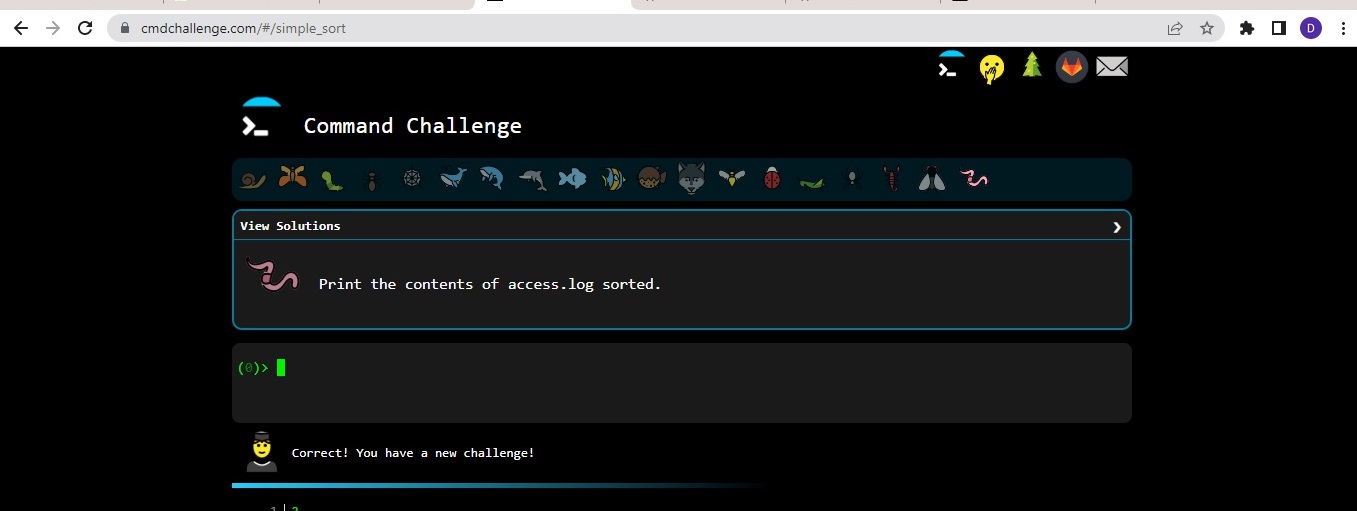 cmdchallenge.com/#/simple_sort
D
Command Challenge
View Solutions
Print the contents of access.log sorted.
(0)>
Correct! You have a new challenge!